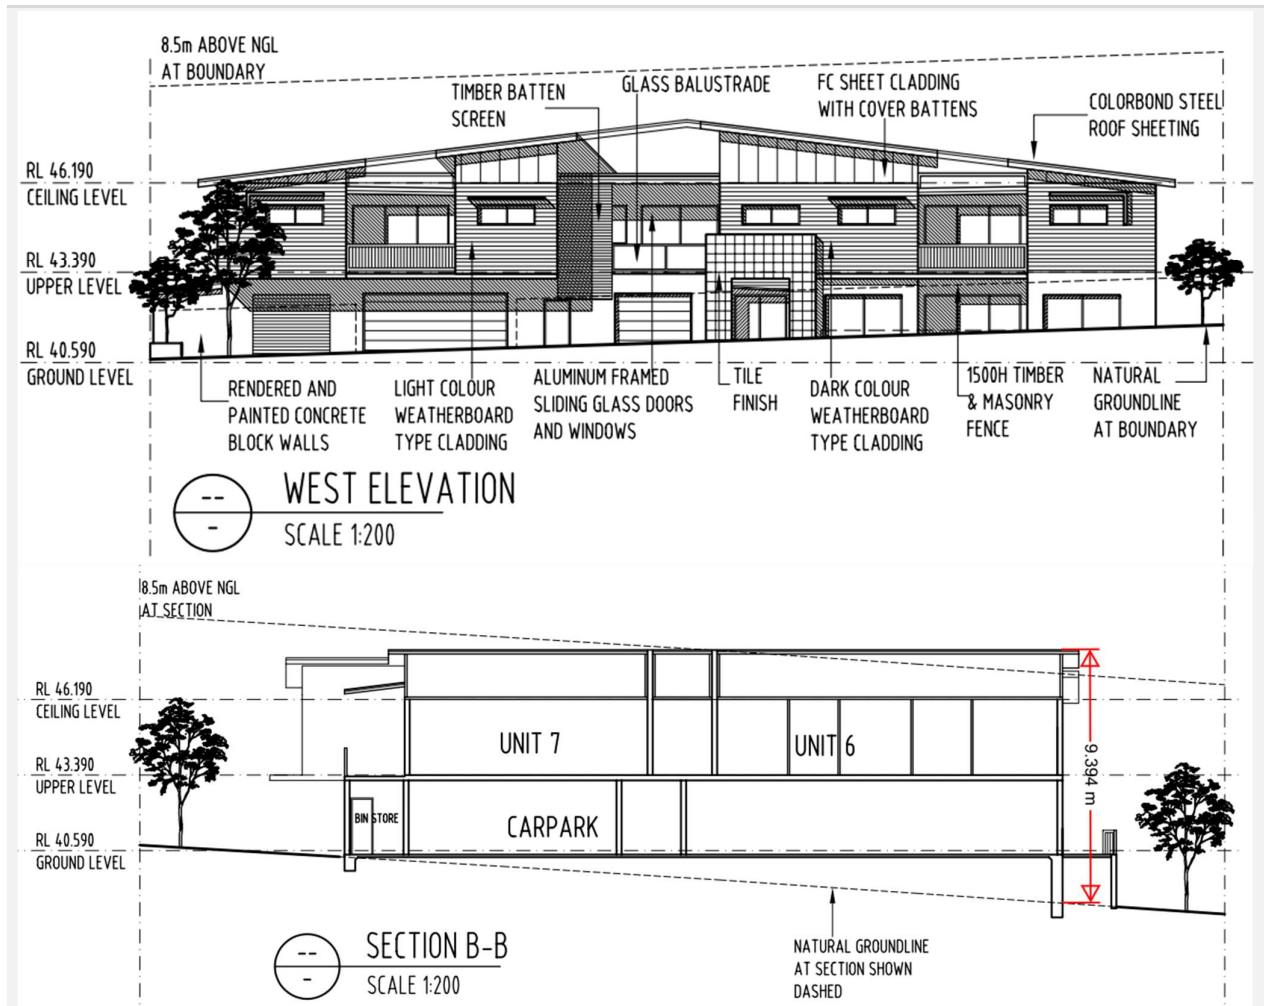 8.5m ABOVE NGL
AT BOUNDARY
TIMBER BATTEN
SCREEN
GLASS BALUSTRADE
FC SHEET CLADDING
WITH COVER BATTENS
COLORBOND STEEL
ROOF SHEETING
RL 46.190
CEILING LEVEL
RL 43.390
UPPER LEVEL
RL 40.590
GROUND LEVEL
RENDERED AND
PAINTED CONCRETE
BLOCK WALLS
LIGHT COLOUR
WEATHERBOARD
TYPE CLADDING
ALUMINUM FRAMED
SLIDING GLASS DOORS
AND WINDOWS
TILE
FINISH
DARK COLOUR
WEATHERBOARD
TYPE CLADDING
1500H TIMBER
& MASONRY
FENCE
NATURAL
GROUNDLINE
AT BOUNDARY
--
-
WEST ELEVATION
SCALE 1:200
8.5m ABOVE NGL
AT SECTION
RL 46.190
CEILING LEVEL
RL 43.390
UPPER LEVEL
RL 40.590
GROUND LEVEL
UNIT 7
UNIT 6
9.394 m
BIN STORE
CARPARK
NATURAL GROUNDLINE
AT SECTION SHOWN
DASHED
--
-
SECTION B-B
SCALE 1:200